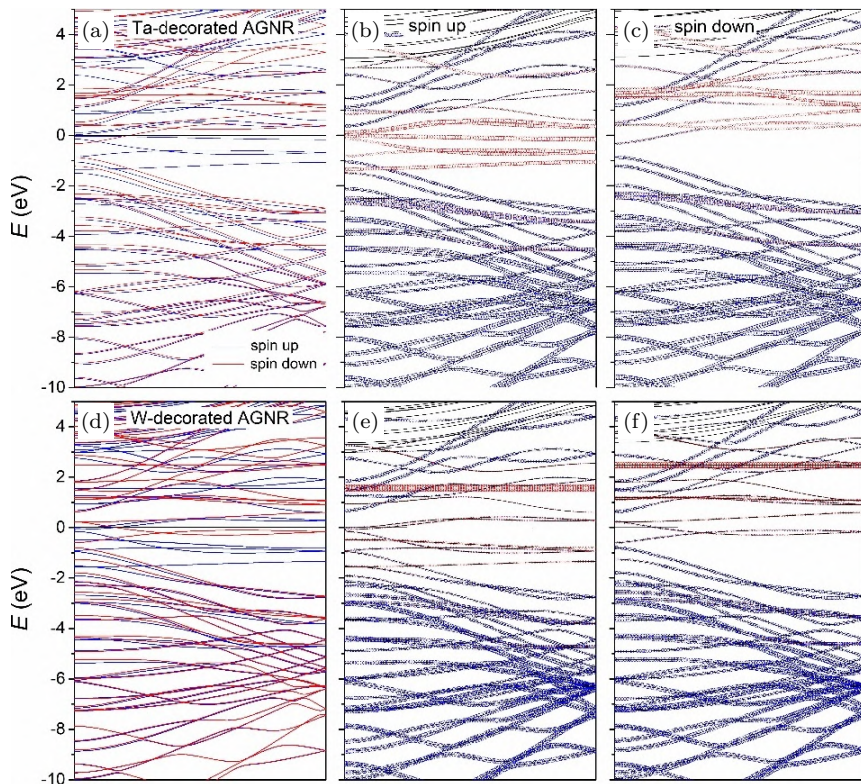 (a) Ta-decorated AGNR
(b) spin up
(c) spin down
4
2
0
-2
-4
-6
-8
-10
E (eV)
spin up
spin down
(d) W-decorated AGNR
(e)
(f)
4
2
0
-2
-4
-6
-8
-10
E (eV)